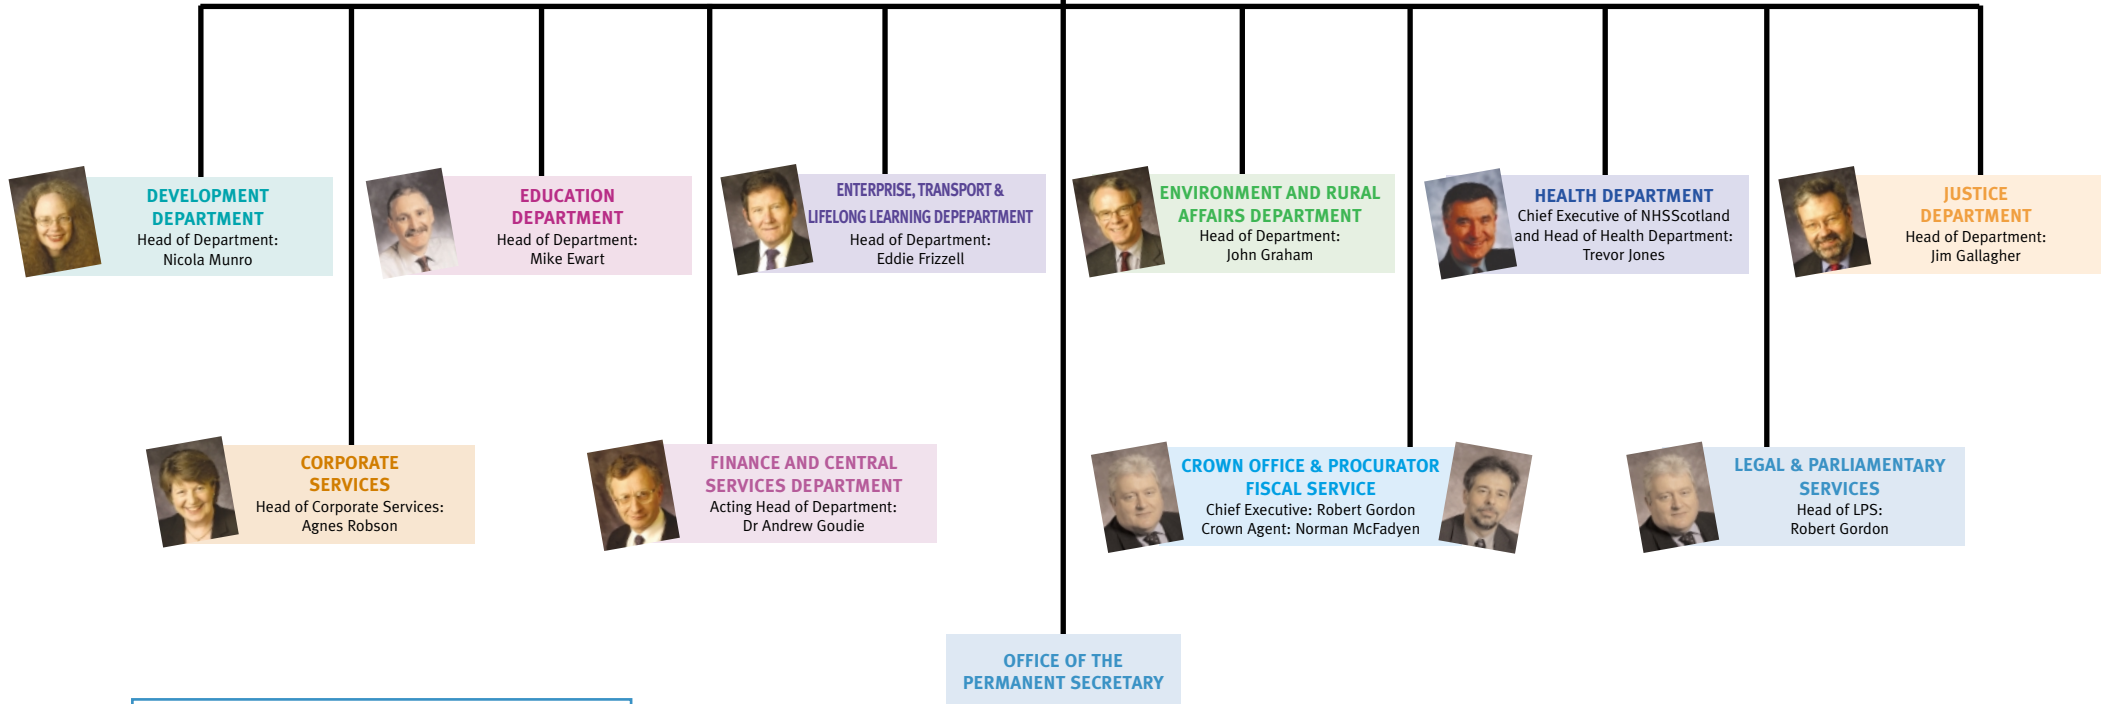 DEVELOPMENT
DEPARTMENT
Head of Department:
Nicola Munro
EDUCATION
DEPARTMENT
Head of Department:
Mike Ewart
ENTERPRISE, TRANSPORT &
LIFELONG LEARNING DEPEPARTMENT
Head of Department:
Eddie Frizzell
ENVIRONMENT AND RURAL
AFFAIRS DEPARTMENT
Head of Department:
John Graham
HEALTH DEPARTMENT
Chief Executive of NHSScotland
and Head of Health Department:
Trevor Jones
JUSTICE
DEPARTMENT
Head of Department:
Jim Gallagher
CORPORATE
SERVICES
Head of Corporate Services:
Agnes Robson
FINANCE AND CENTRAL
SERVICES DEPARTMENT
Acting Head of Department:
Dr Andrew Goudie
CROWN OFFICE & PROCURATOR
FISCAL SERVICE
Chief Executive: Robert Gordon
Crown Agent: Norman McFadyen
LEGAL & PARLIAMENTARY
SERVICES
Head of LPS:
Robert Gordon
OFFICE OF THE
PERMANENT SECRETARY